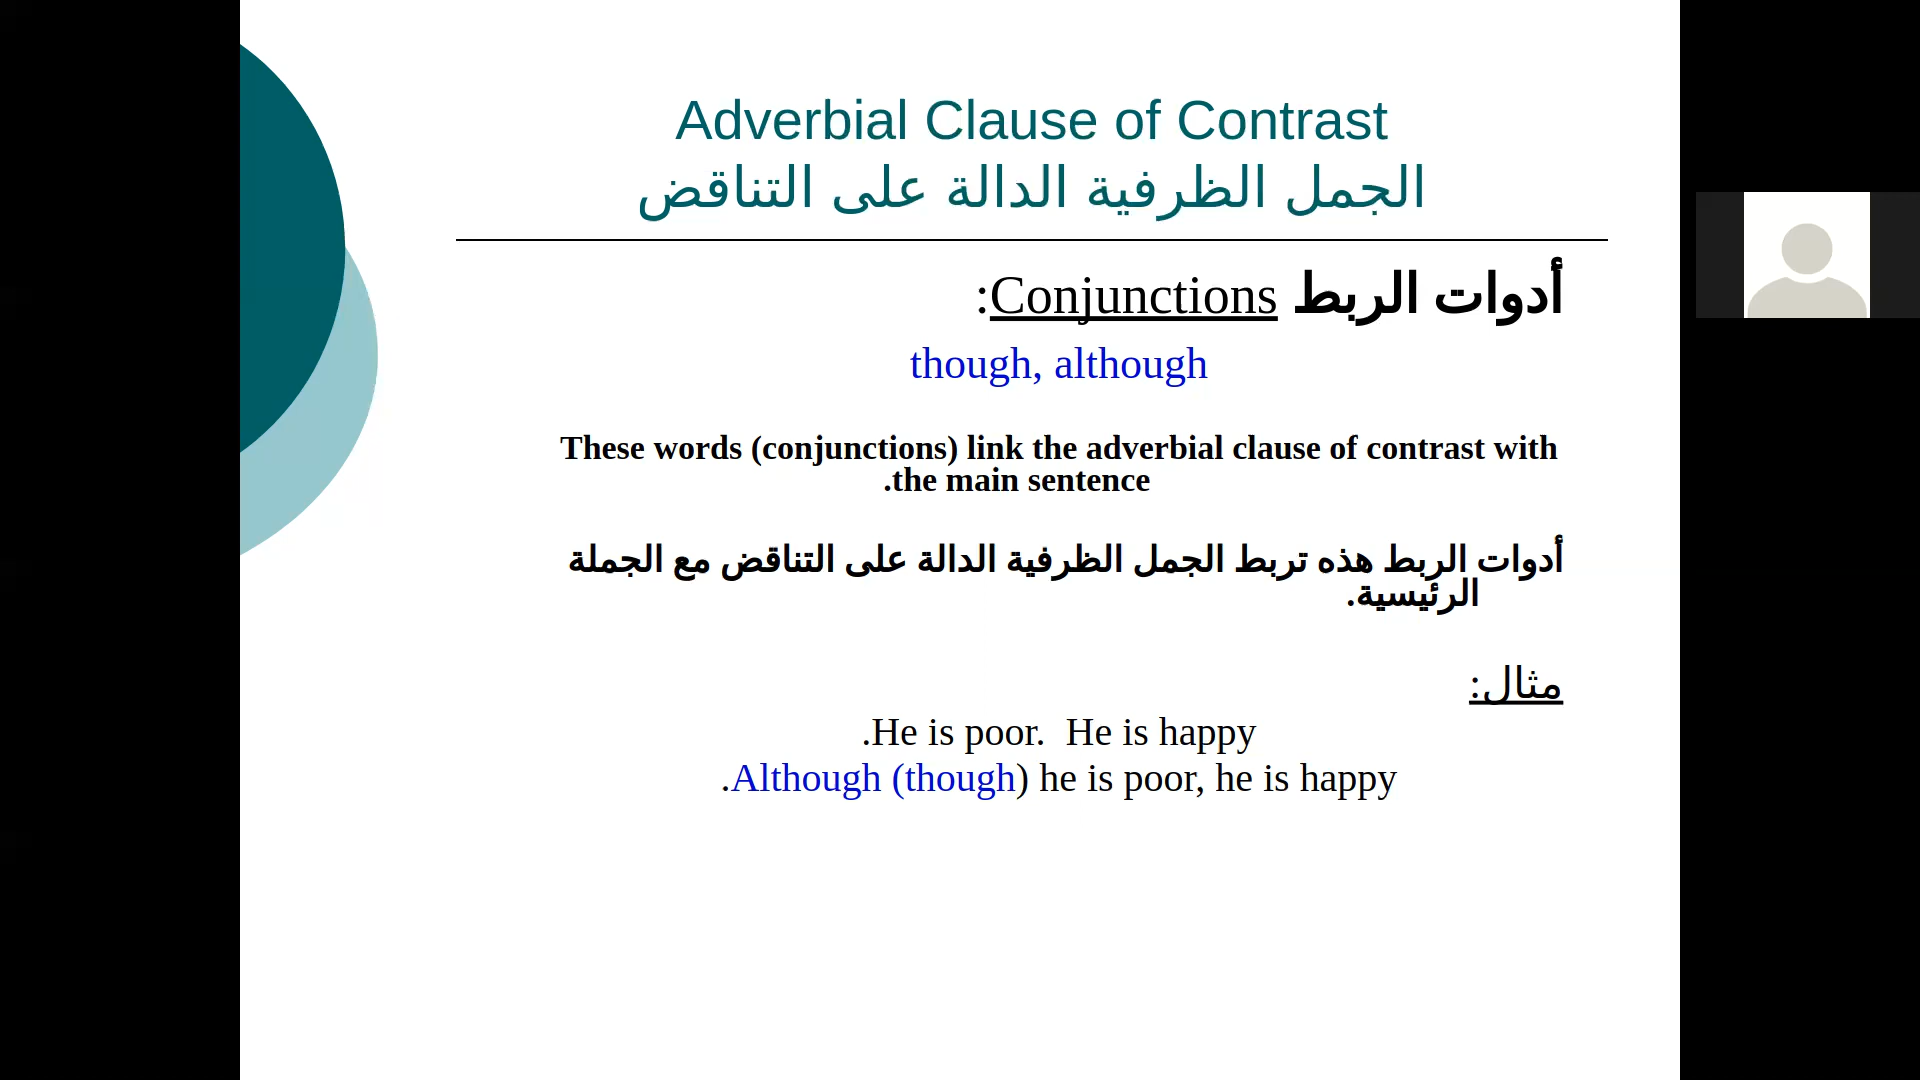 Adverbial Clause of Contrast
الجمل الظرفية الدالة على التناقض
أدوات الربط Conjunctions:
though, although
These words (conjunctions) link the adverbial clause of contrast with
the main sentence.
أدوات الربط هذه تربط الجمل الظرفية الدالة على التناقض مع الجملة
الرئيسية.
مثال:
He is poor.  He is happy.
Although (though) he is poor, he is happy.